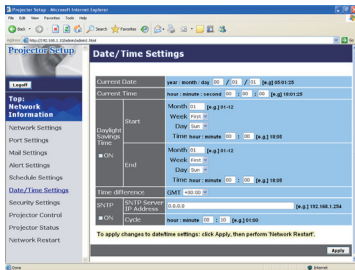 Projector Setup - Microsoft Internet Explorer
File Edit View Favorites Tools Help
Back Search Favorites
Projector Setup
Logoff
Top:
Network
Information
Network Settings
Port Settings
Mail Settings
Alert Settings
Schedule Settings
Date/Time Settings
Security Settings
Projector Control
Projector Status
Network Restart
Date/Time Settings
Current Date year : month : day 00 / 01 / 01 [e.g] 05:01:25
Current Time hour : minute : second 00 : 00 : 00 [e.g] 18:01:25
Daylight Savings Time
ON
Start
Month 01 [e.g.] 01-12
Week First
Day Sun
Time hour : minute 00 : 00 [e.g.] 18:05
End
Month 01 [e.g.] 01-12
Week First
Day Sun
Time hour : minute 00 : 00 [e.g.] 18:05
Time difference GMT +00:00
SNTP
ON
SNTP Server IP Address 0.0.0.0 [e.g.] 192.168.1.254
Cycle hour : minute 00 : 00 [e.g.] 01:00
To apply changes to date/time settings: click Apply, then perform 'Network Restart'.
Apply
Done
Internet